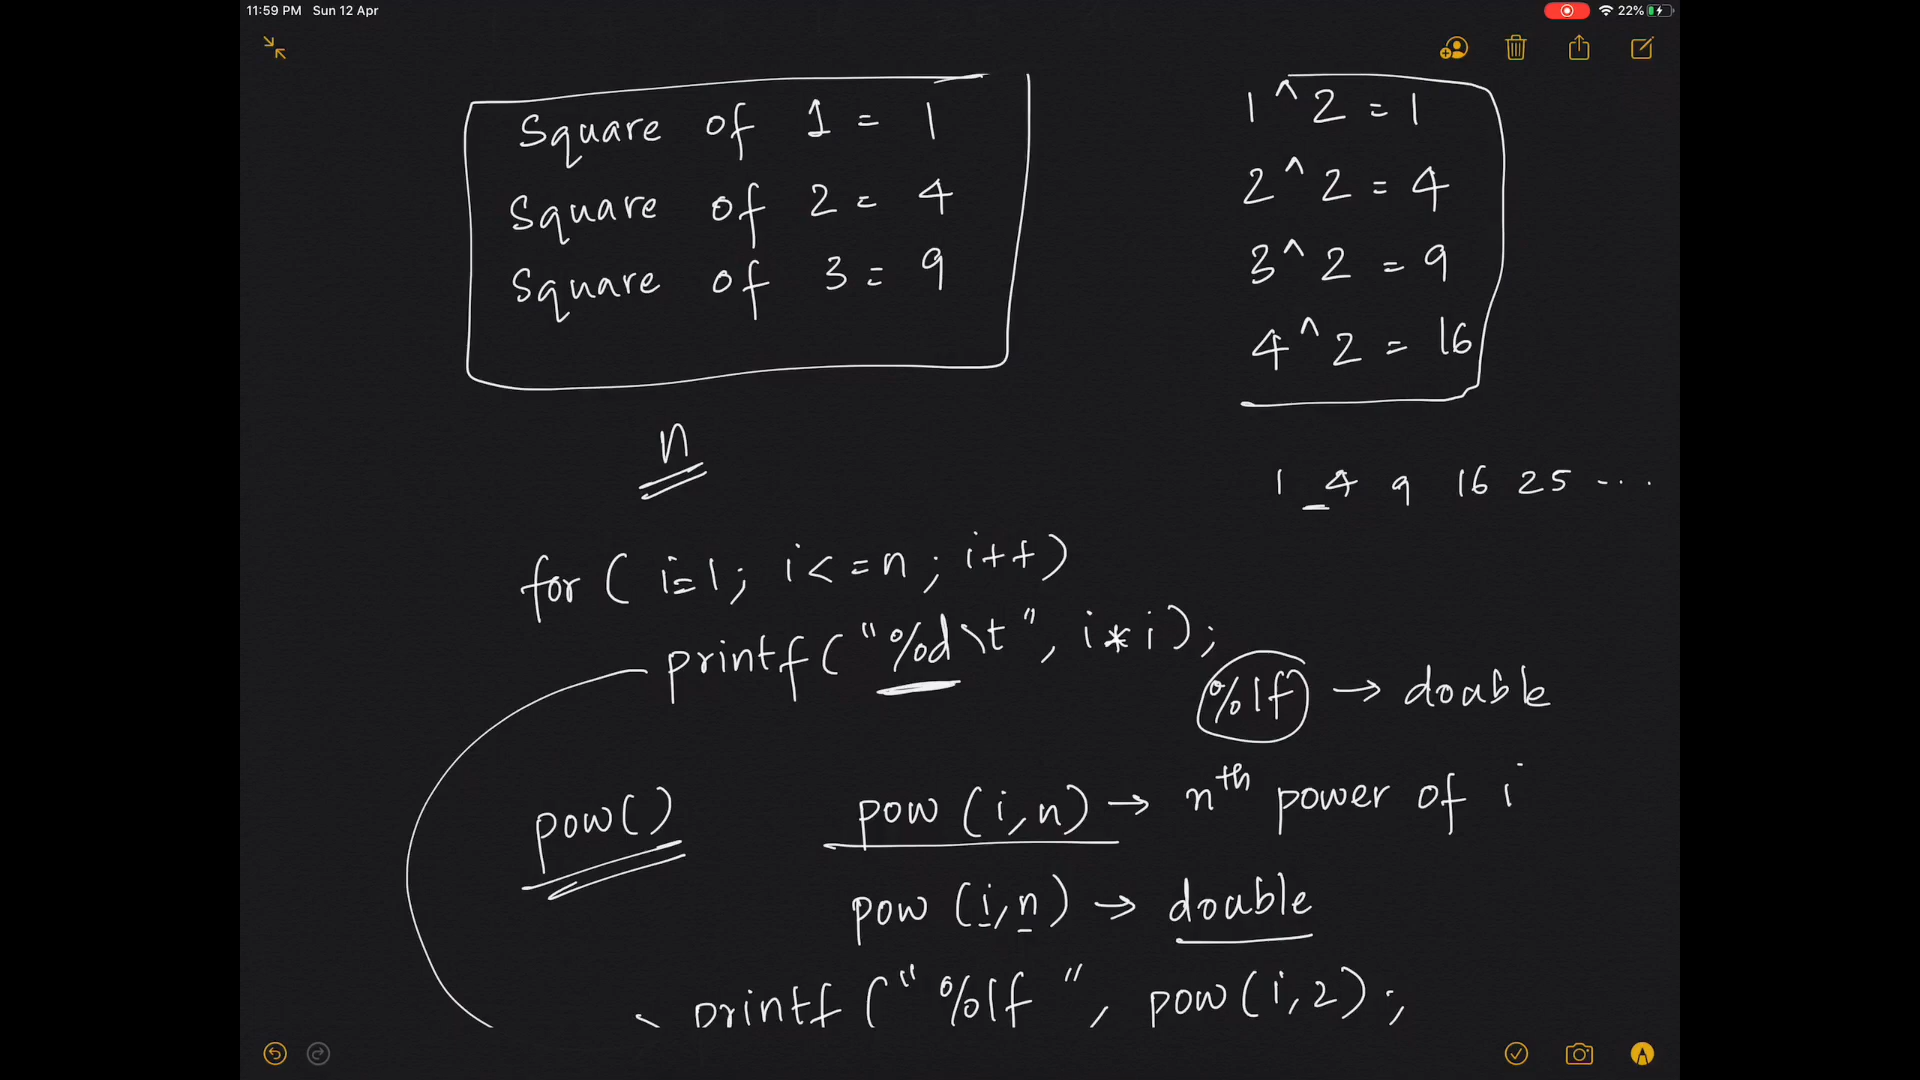 11:59 PM Sun 12 Apr
22%
Square of 1 = 1
Square of 2 = 4
Square of 3 = 9
1 ^ 2 = 1
2 ^ 2 = 4
3 ^ 2 = 9
4 ^ 2 = 16
n
1 4 9 16 25 ...
for ( i=1; i<=n; i++)
printf("%d\t", i*i);
%lf → double
pow()
pow (i,n) → nth power of i
pow (i,n) → double
printf ("%lf ", pow(i,2);